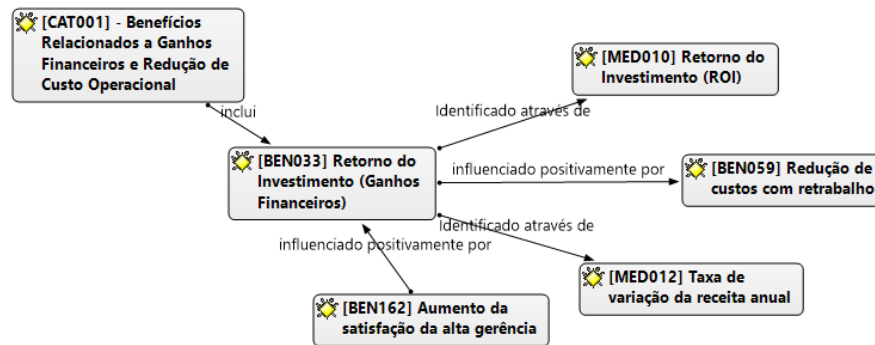 [CAT001] - Benefícios
Relacionados a Ganhos
Financeiros e Redução de
Custo Operacional
inclui
[MED010] Retorno do
Investimento (ROI)
Identificado através de
[BEN033] Retorno do
Investimento (Ganhos
Financeiros)
influenciado positivamente por
[BEN059] Redução de
custos com retrabalho
Identificado através de
influenciado positivamente por
[MED012] Taxa de
variação da receita anual
[BEN162] Aumento da
satisfação da alta gerência